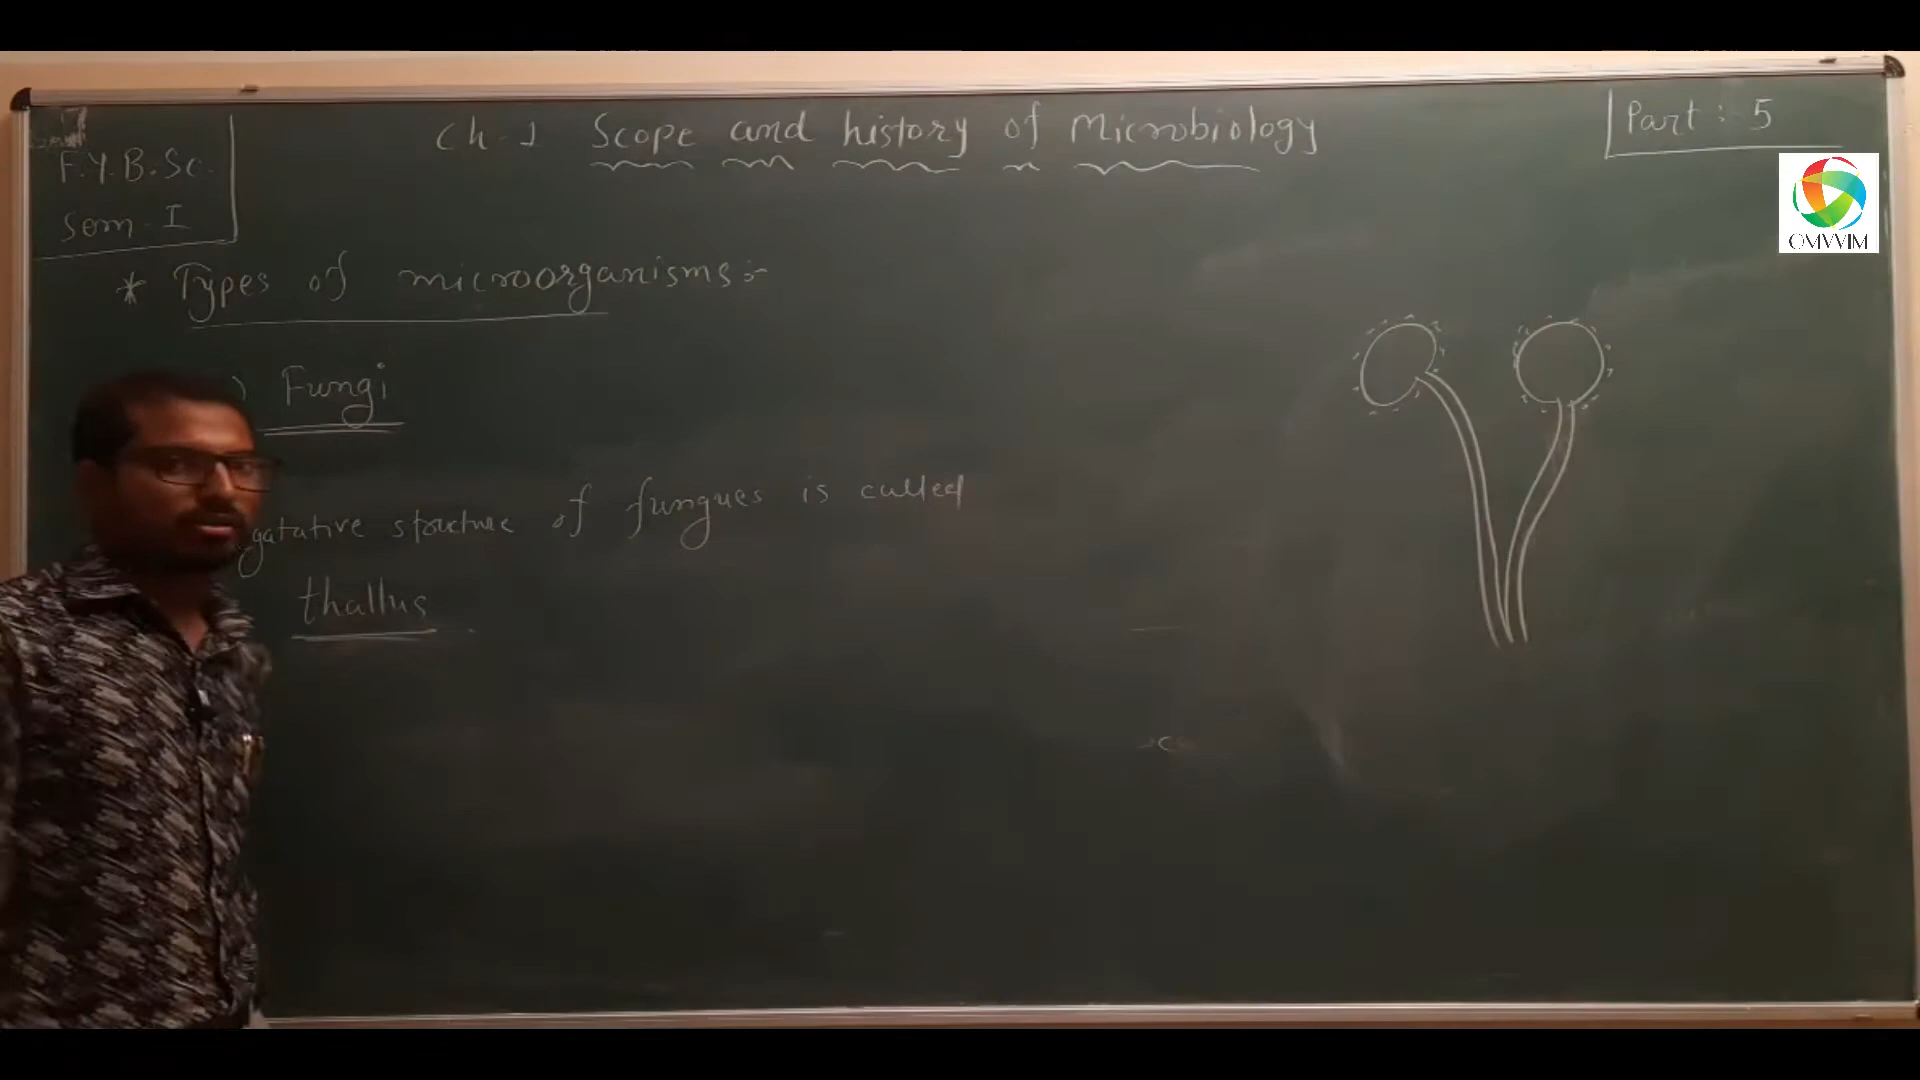 F.Y.B.Sc.
Sem - I
Ch-1 Scope and history of Microbiology
Part : 5
OMVVIM
* Types of microorganisms :-
) Fungi
gatative structure of fungues is called
thallus